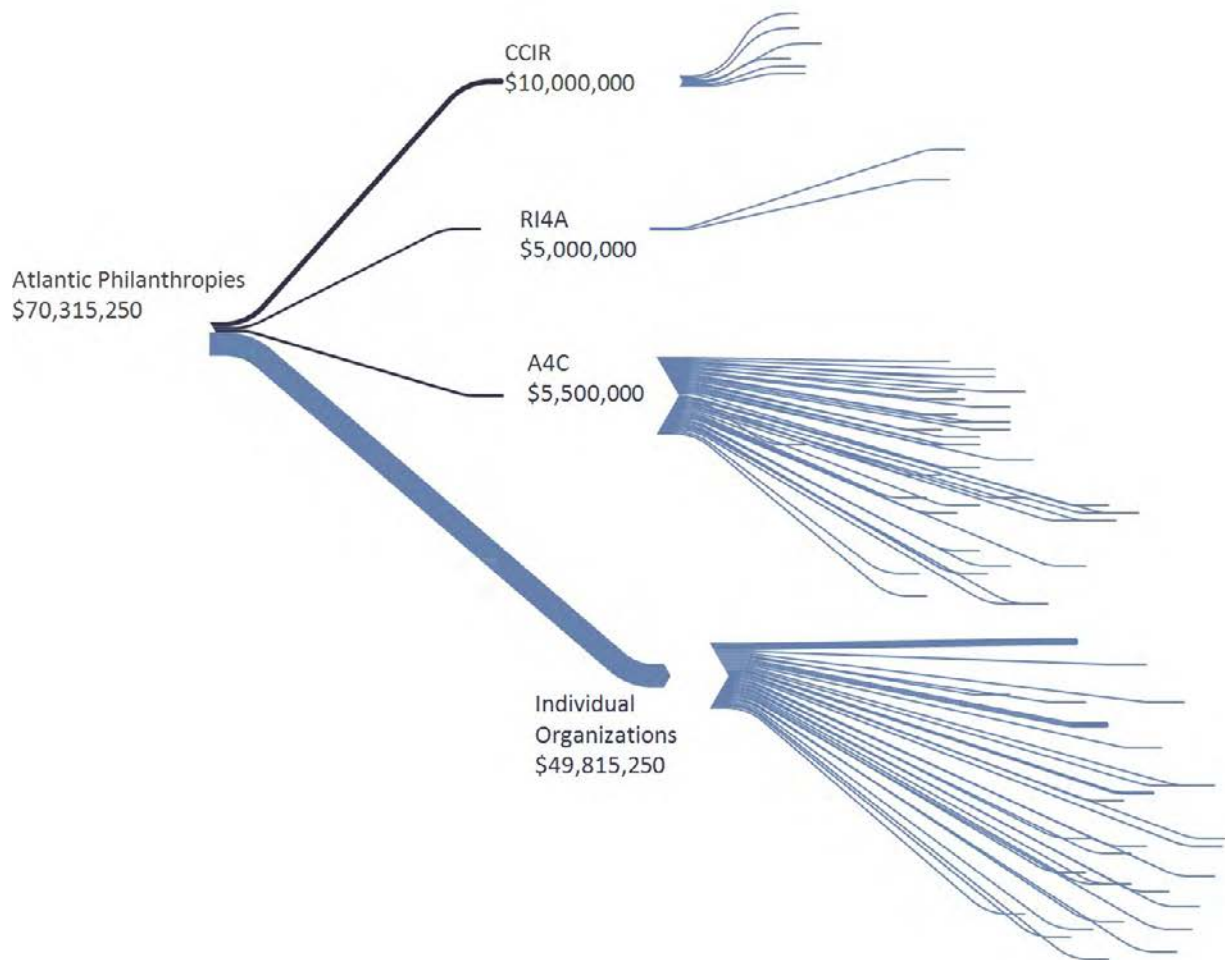 CCIR
$10,000,000
RI4A
$5,000,000
Atlantic Philanthropies
$70,315,250
A4C
$5,500,000
Individual
Organizations
$49,815,250